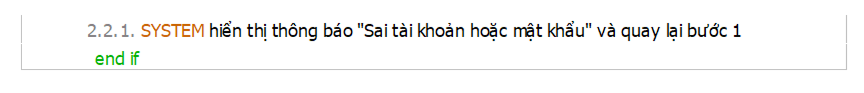 2.2.1. SYSTEM hiển thị thông báo "Sai tài khoản hoặc mật khẩu" và quay lại bước 1
end if